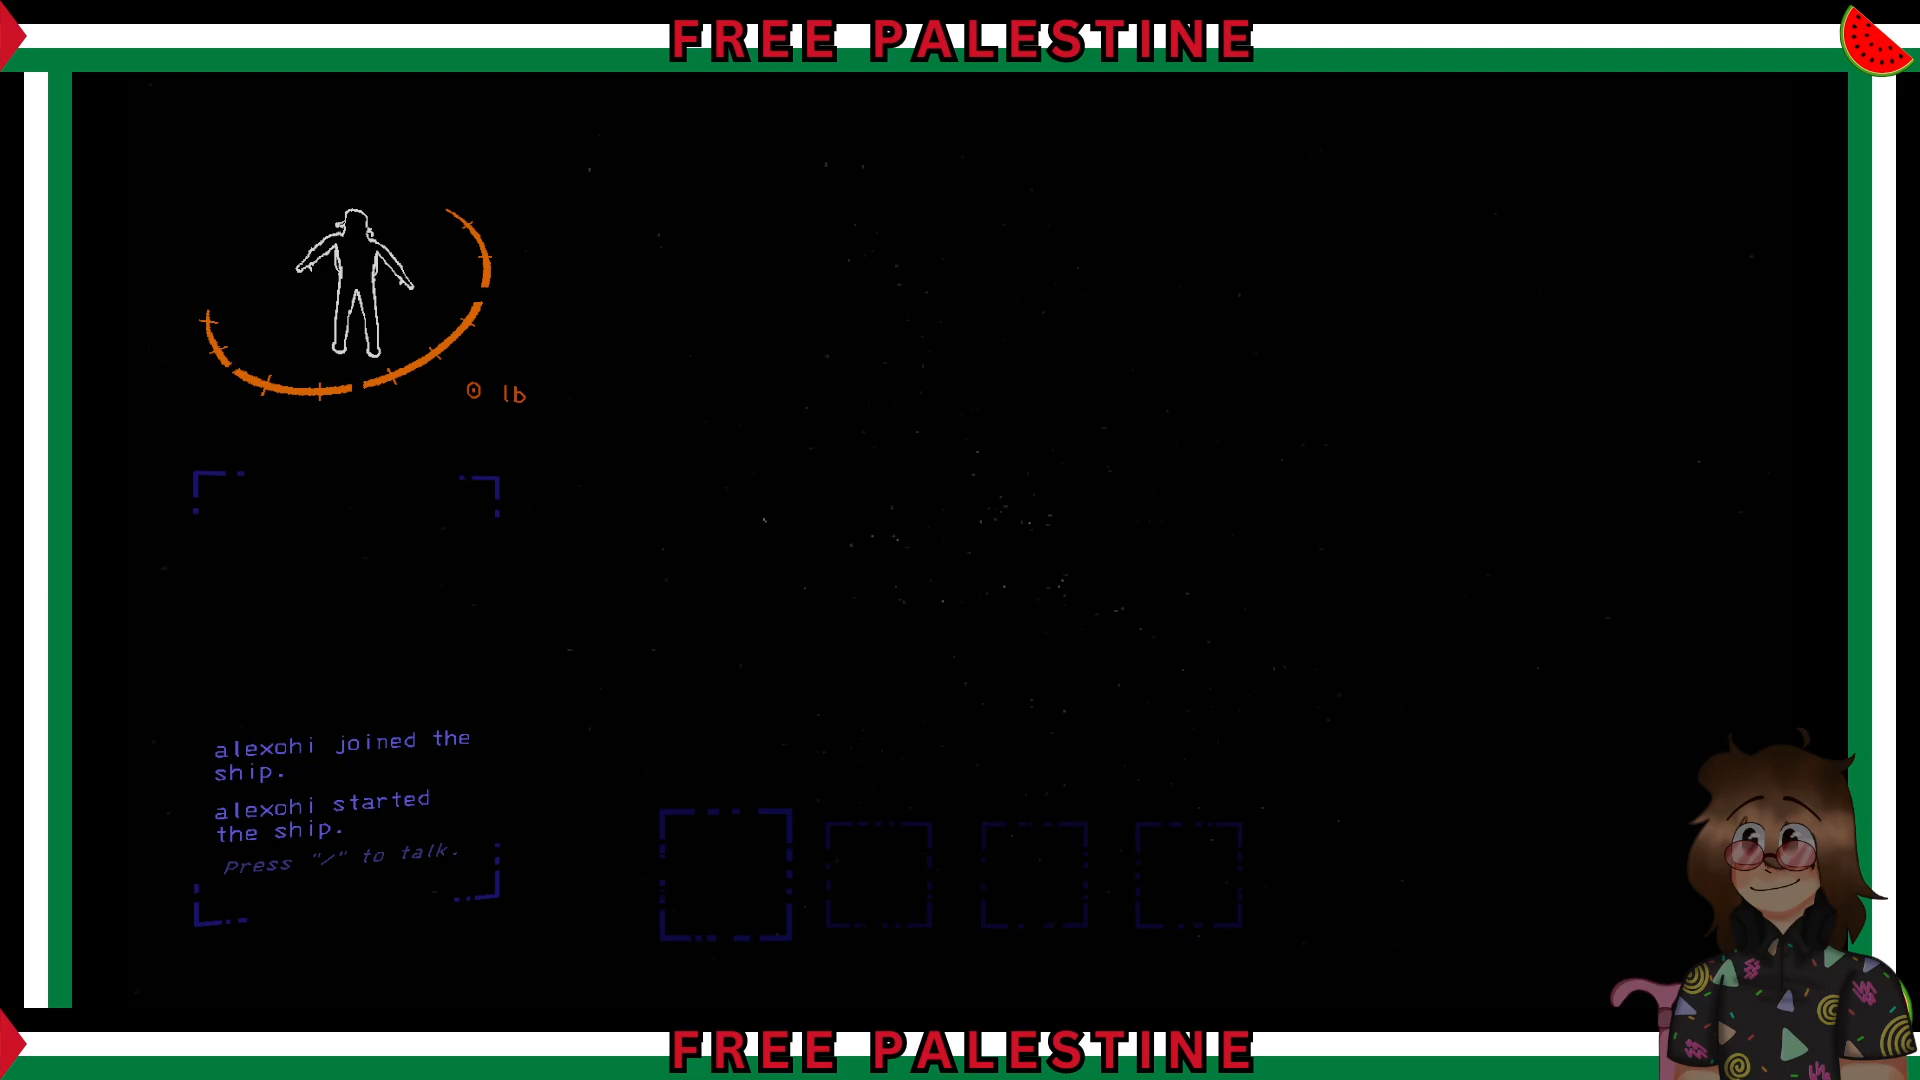 FREE PALESTINE
0 lb
alexohi joined the
ship.
alexohi started
the ship.
Press "/" to talk.
FREE PALESTINE